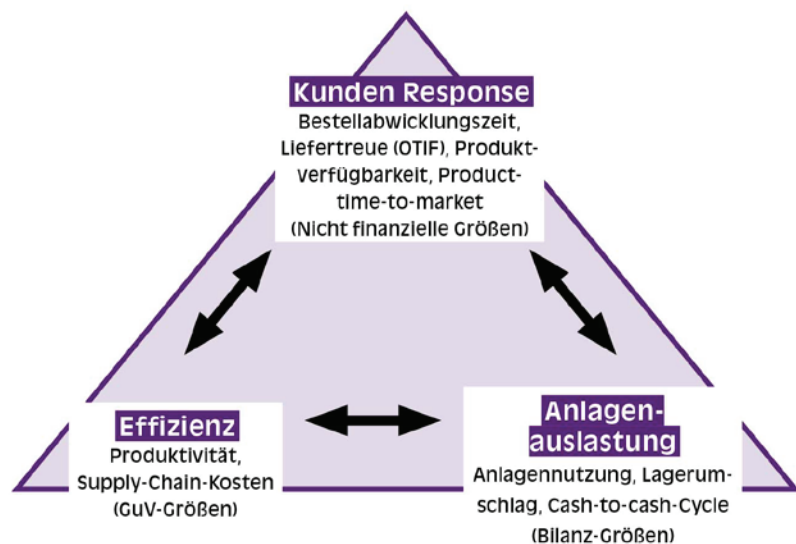 Kunden Response
Bestellabwicklungszeit,
Liefertreue (OTIF), Produkt-
verfügbarkeit, Product-
time-to-market
(Nicht finanzielle Größen)
Effizienz
Produktivität,
Supply-Chain-Kosten
(GuV-Größen)
Anlagen-
auslastung
Anlagennutzung, Lagerum-
schlag, Cash-to-cash-Cycle
(Bilanz-Größen)